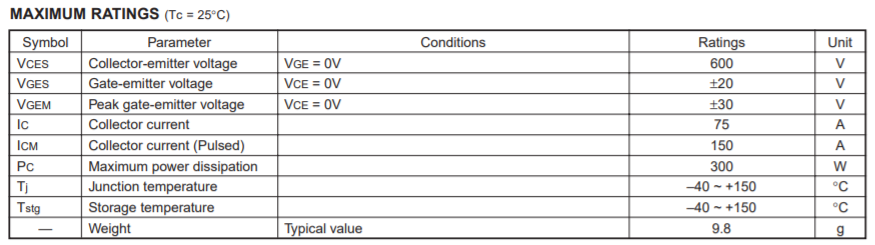 MAXIMUM RATINGS (Tc = 25°C)
Symbol Parameter Conditions Ratings Unit
VCES Collector-emitter voltage VGE = 0V 600 V
VGES Gate-emitter voltage VCE = 0V ±20 V
VGEM Peak gate-emitter voltage VCE = 0V ±30 V
IC Collector current 75 A
ICM Collector current (Pulsed) 150 A
PC Maximum power dissipation 300 W
Tj Junction temperature –40 ~ +150 °C
Tstg Storage temperature –40 ~ +150 °C
— Weight Typical value 9.8 g